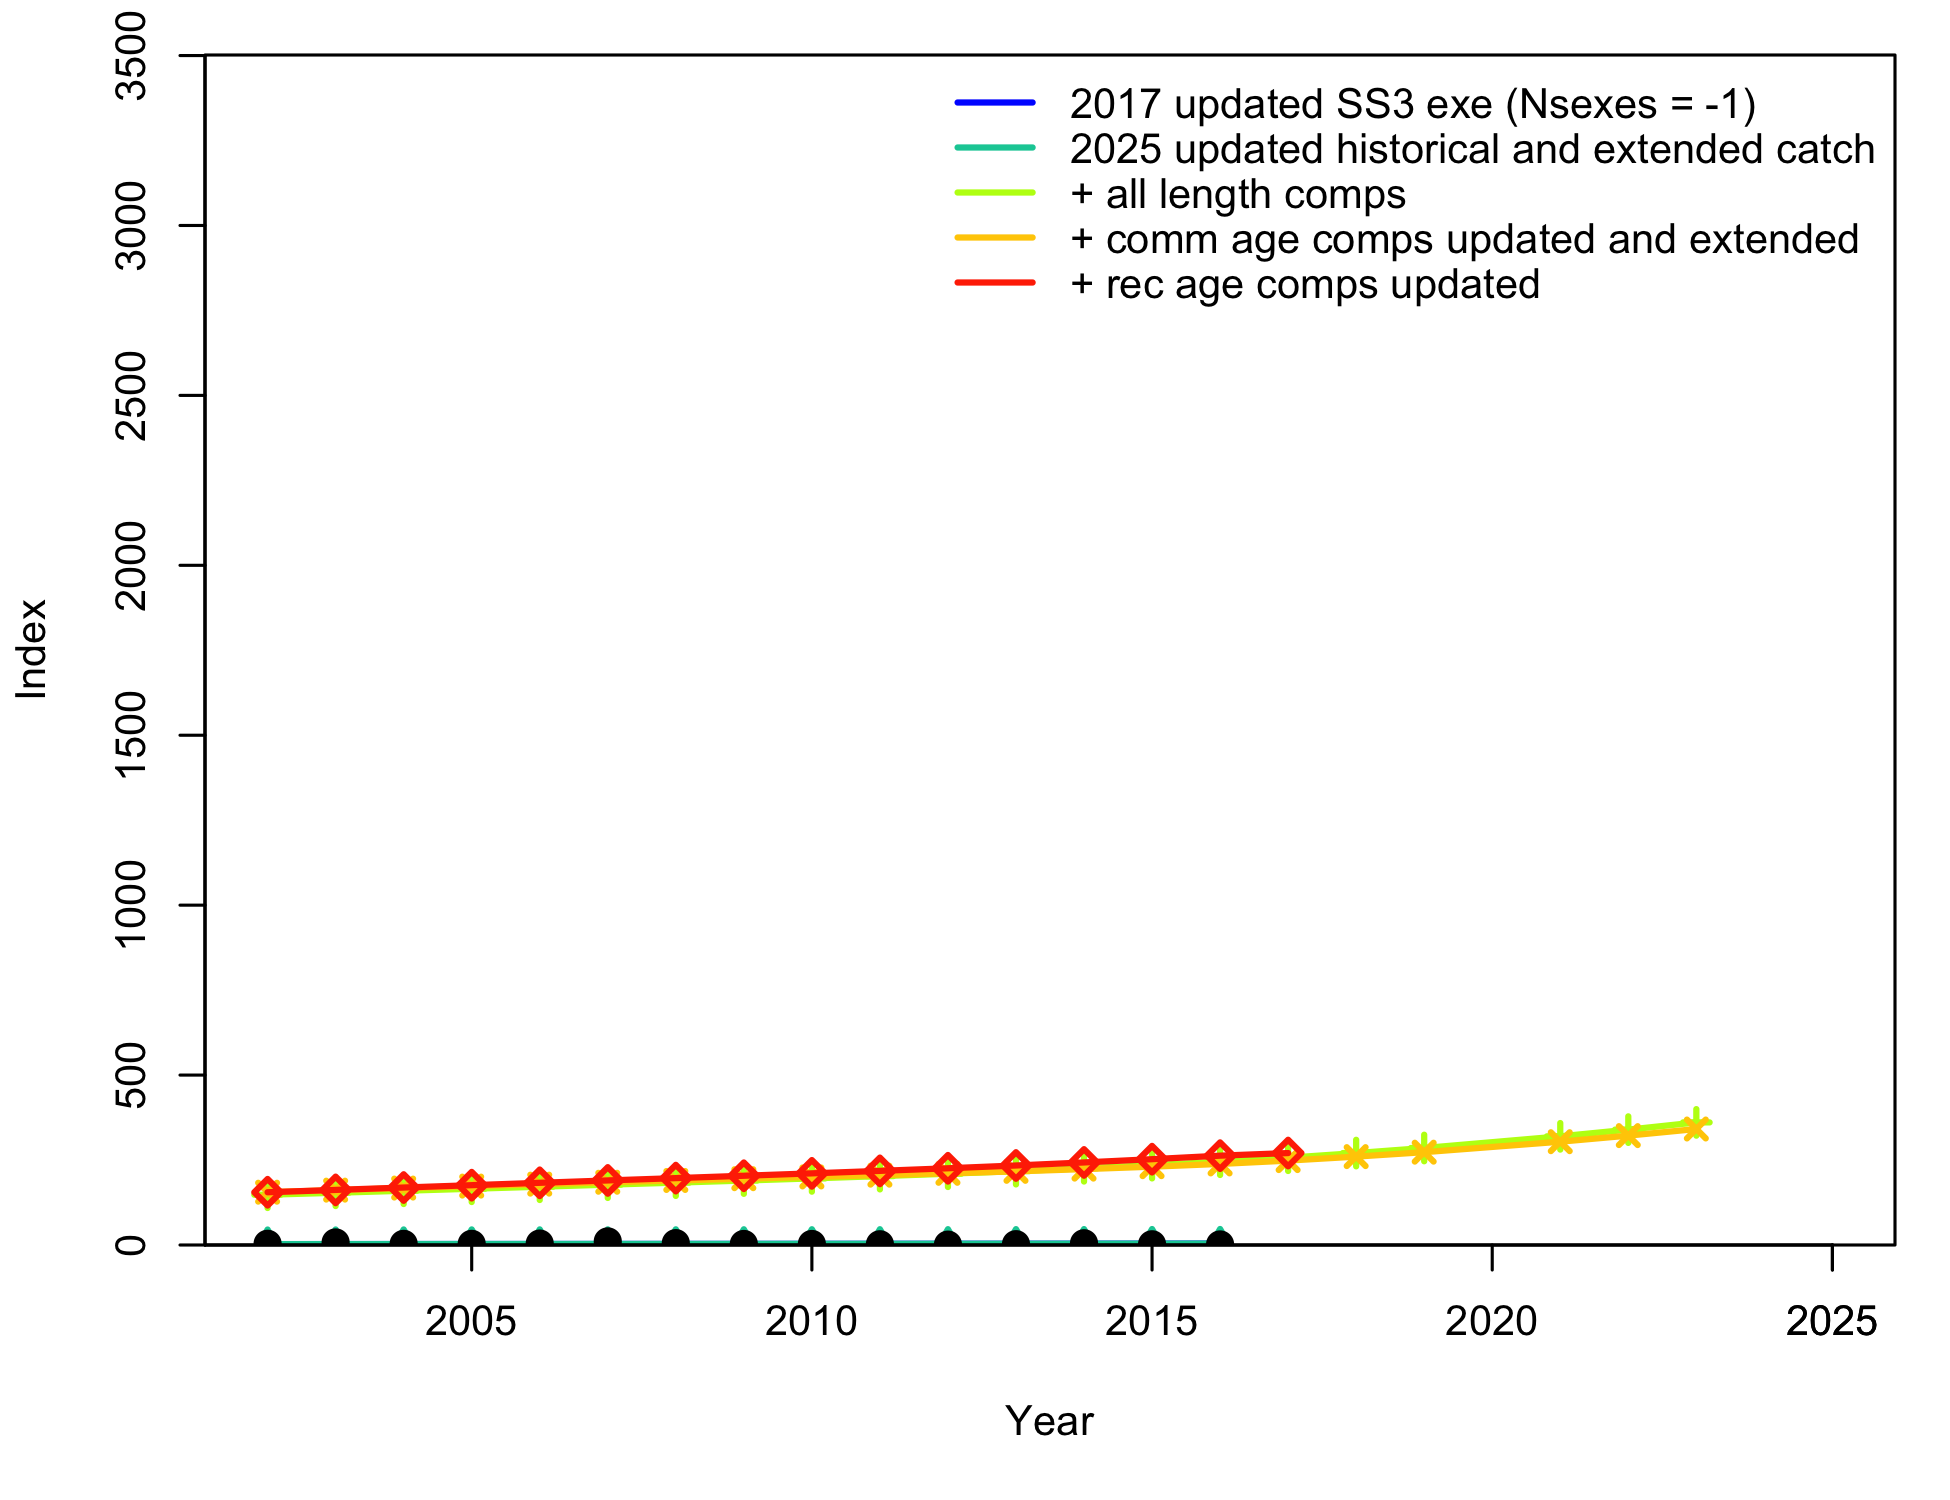 3500
3000
2500
2000
1500
1000
500
0
Index
2017 updated SS3 exe (Nsexes = -1)
2025 updated historical and extended catch
+ all length comps
+ comm age comps updated and extended
+ rec age comps updated
2005 2010 2015 2020 2025
Year